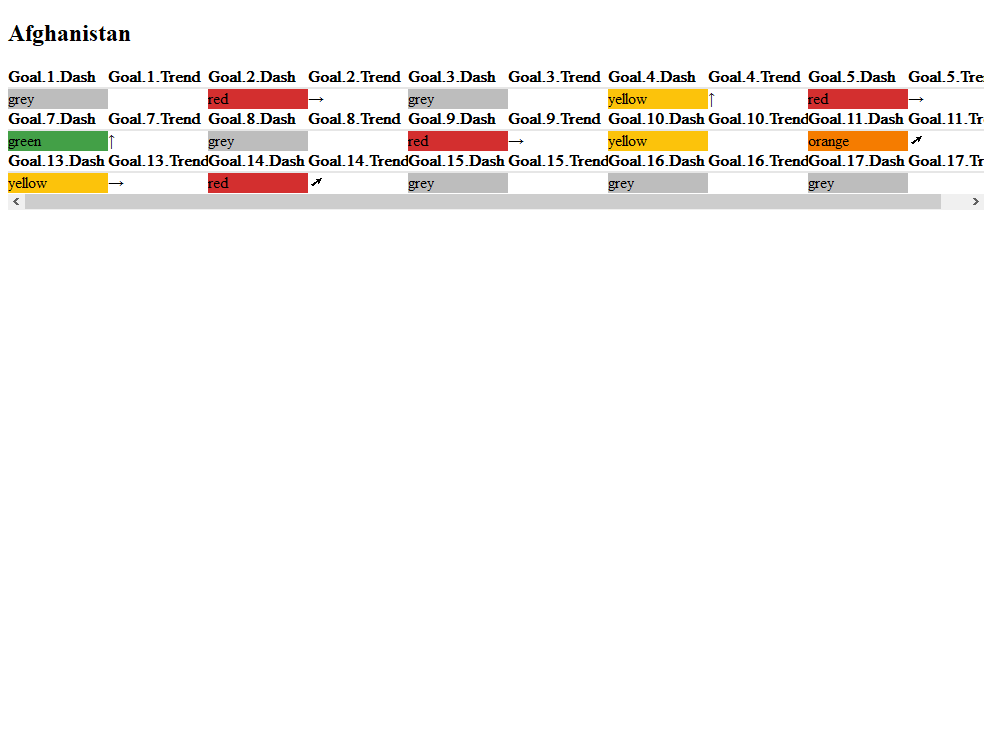 Afghanistan
Goal.1.Dash Goal.1.Trend Goal.2.Dash Goal.2.Trend Goal.3.Dash Goal.3.Trend Goal.4.Dash Goal.4.Trend Goal.5.Dash Goal.5.Tre
grey red → grey yellow ↑ red →
Goal.7.Dash Goal.7.Trend Goal.8.Dash Goal.8.Trend Goal.9.Dash Goal.9.Trend Goal.10.Dash Goal.10.Trend Goal.11.Dash Goal.11.Tr
green ↑ grey red → yellow orange ➚
Goal.13.Dash Goal.13.Trend Goal.14.Dash Goal.14.Trend Goal.15.Dash Goal.15.Trend Goal.16.Dash Goal.16.Trend Goal.17.Dash Goal.17.T
yellow → red ➚ grey grey grey